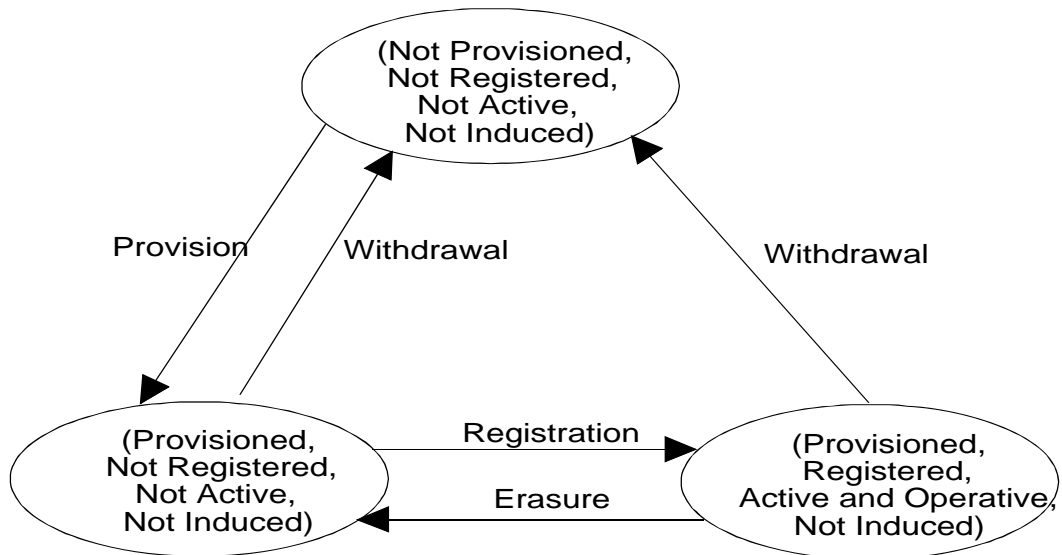 (Not Provisioned,
Not Registered,
Not Active,
Not Induced)
Provision
Withdrawal
Withdrawal
(Provisioned,
Not Registered,
Not Active,
Not Induced)
Registration
Erasure
(Provisioned,
Registered,
Active and Operative,
Not Induced)